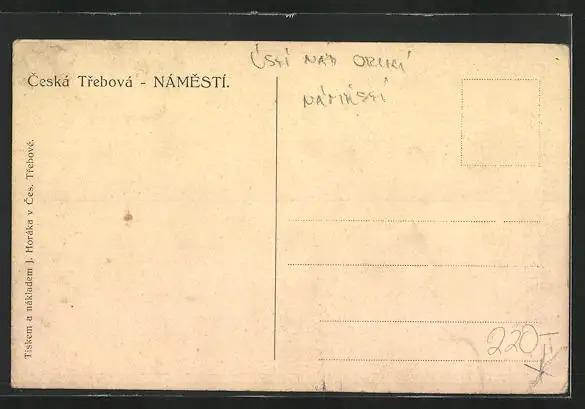 Ústí nad Orlicí
Náměstí
Česká Třebová - NÁMĚSTÍ.
Tiskem a nákladem J. Horáka v Čes. Třebové.
220